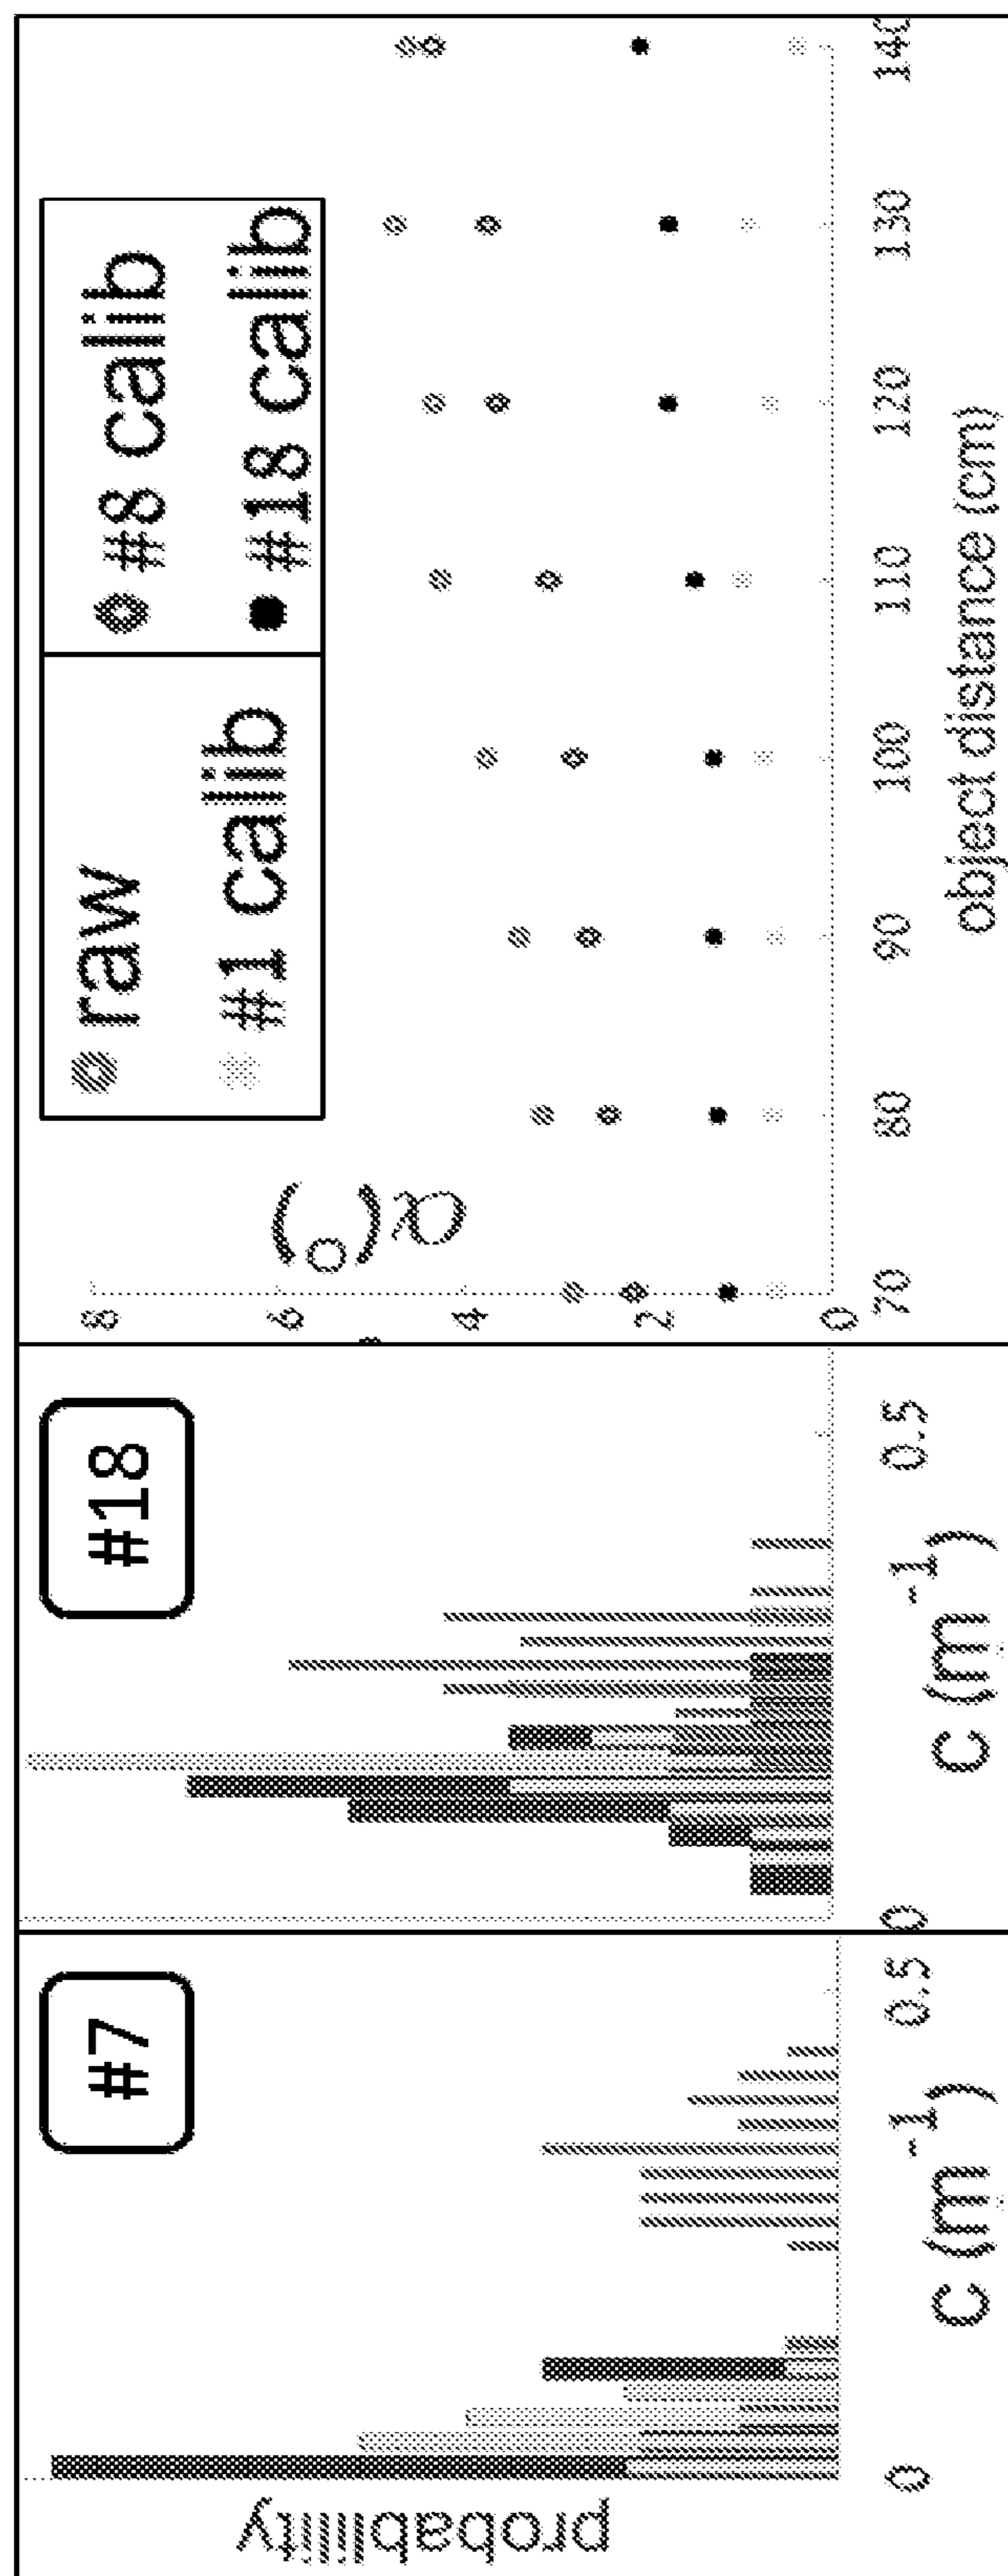 #7
probability
0 0.5
C (m⁻¹)
#18
0 0.5
C (m⁻¹)
raw
#8 calib
#1 calib
#18 calib
α(°)
8
6
4
2
0
70 80 90 100 110 120 130 140
object distance (cm)